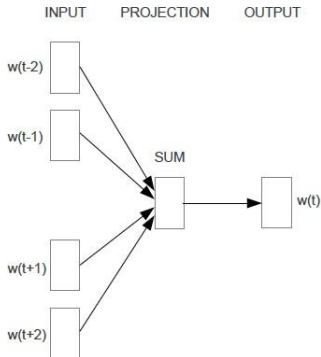 INPUT PROJECTION OUTPUT
w(t-2)
w(t-1)
SUM
w(t)
w(t+1)
w(t+2)